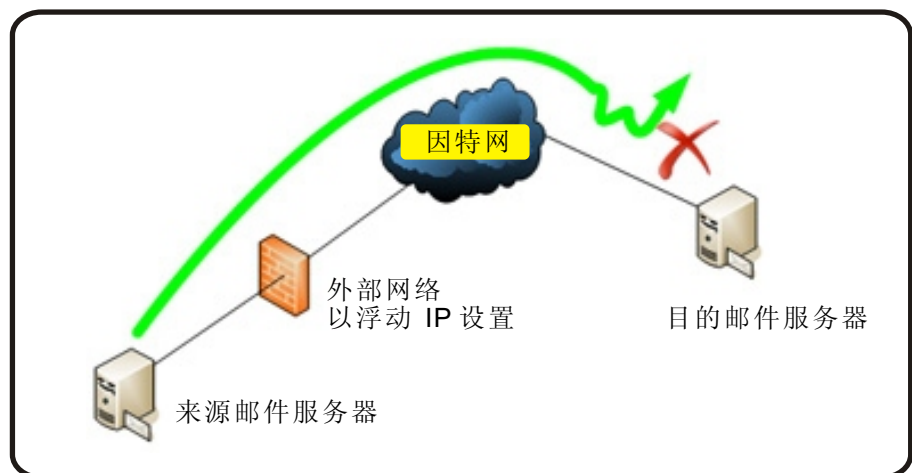 因特网
外部网络
以浮动 IP 设置
目的邮件服务器
来源邮件服务器